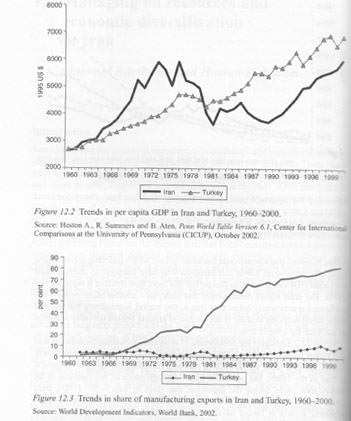 8000
7000
6000
5000
4000
3000
2000
1995 US $
1960 1963 1966 1969 1972 1975 1978 1981 1984 1987 1990 1993 1996 1999
Iran Turkey
Figure 12.2 Trends in per capita GDP in Iran and Turkey, 1960–2000.
Source: Heston A., R. Summers and B. Aten, Penn World Table Version 6.1, Center for International
Comparisons at the University of Pennsylvania (CICUP), October 2002.
90
80
70
60
50
40
30
20
10
0
per cent
1960 1963 1966 1969 1972 1975 1978 1981 1984 1987 1990 1993 1996 1999
Iran Turkey
Figure 12.3 Trends in share of manufacturing exports in Iran and Turkey, 1960–2000.
Source: World Development Indicators, World Bank, 2002.